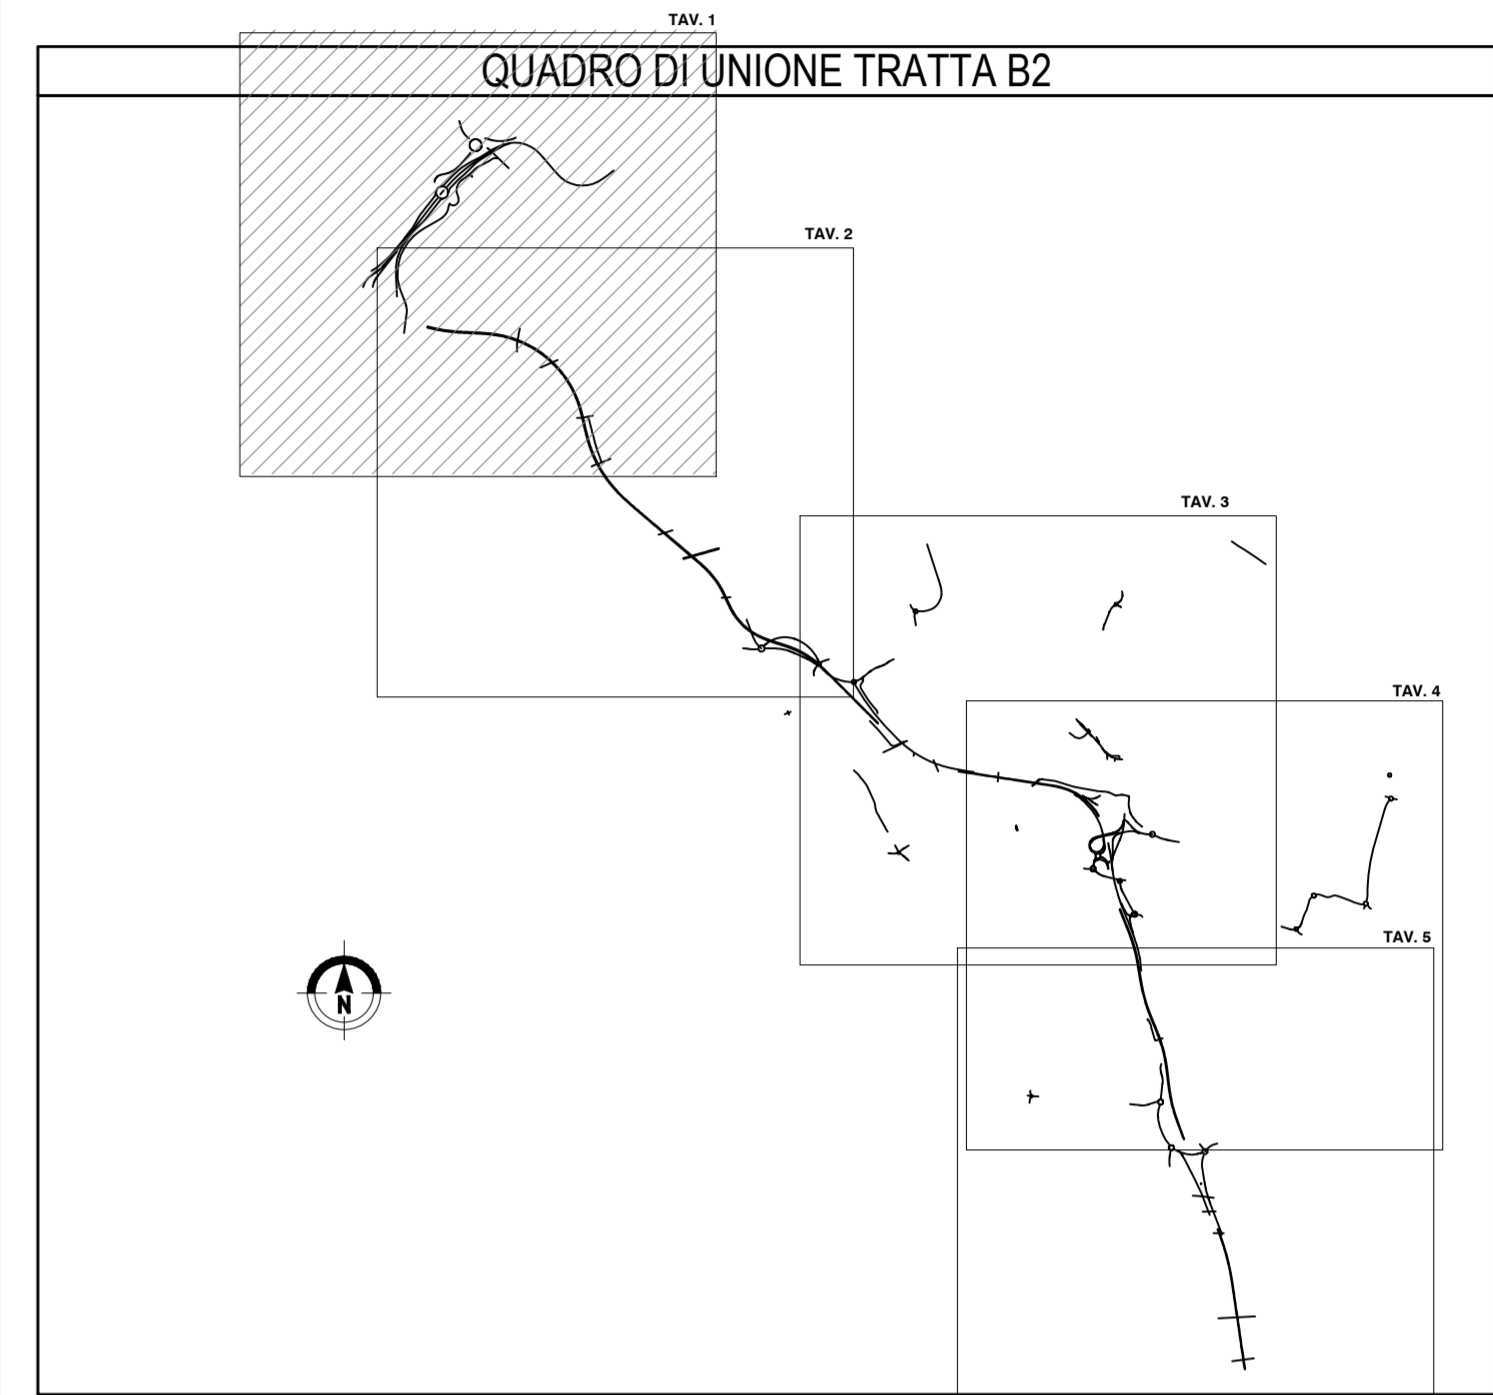 TAV. 1
QUADRO DI UNIONE TRATTA B2
TAV. 2
TAV. 3
TAV. 4
TAV. 5
N